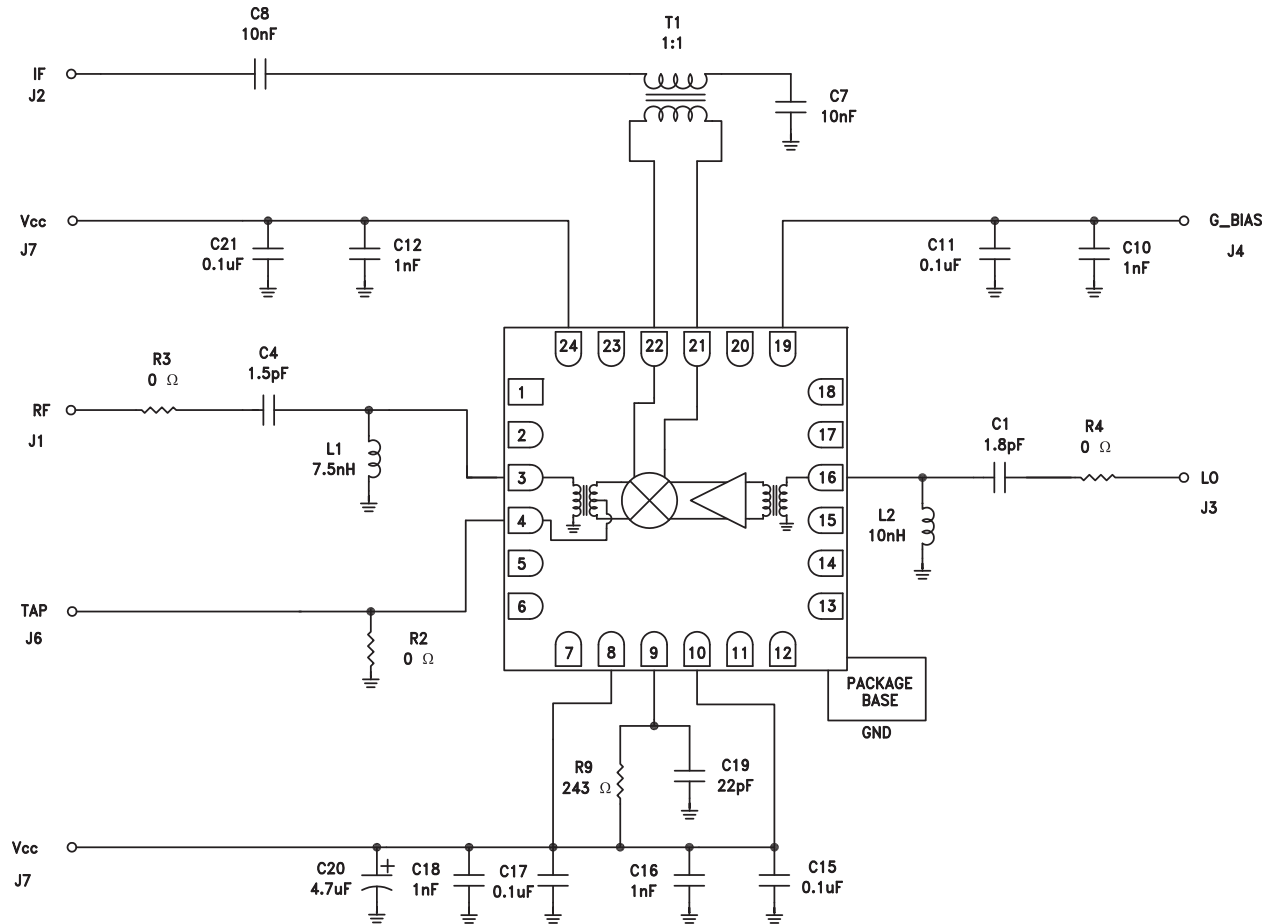 C8
10nF
T1
1:1
IF
J2
C7
10nF
Vcc
J7
C21
0.1uF
C12
1nF
C11
0.1uF
C10
1nF
G_BIAS
J4
24
23
22
21
20
19
R3
0 Ω
C4
1.5pF
RF
J1
L1
7.5nH
1
2
3
4
5
6
18
17
16
15
14
13
C1
1.8pF
R4
0 Ω
LO
J3
L2
10nH
TAP
J6
R2
0 Ω
7
8
9
10
11
12
PACKAGE
BASE
GND
R9
243 Ω
C19
22pF
Vcc
J7
C20
4.7uF
+
C18
1nF
C17
0.1uF
C16
1nF
C15
0.1uF